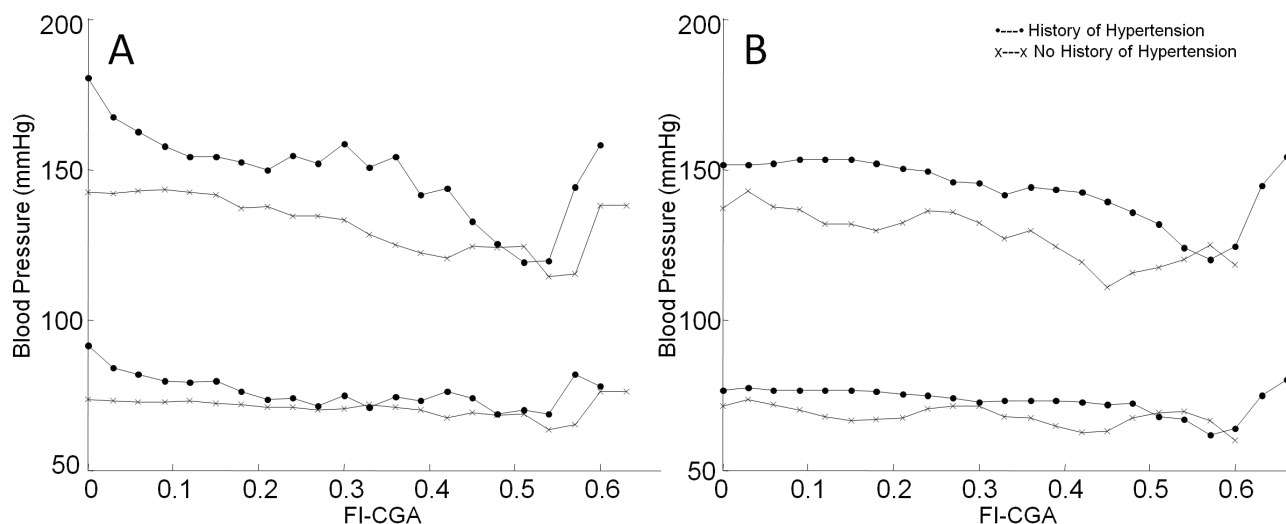 A
200
150
100
50
Blood Pressure (mmHg)
0 0.1 0.2 0.3 0.4 0.5 0.6
FI-CGA
B
History of Hypertension
No History of Hypertension
200
150
100
50
Blood Pressure (mmHg)
0 0.1 0.2 0.3 0.4 0.5 0.6
FI-CGA